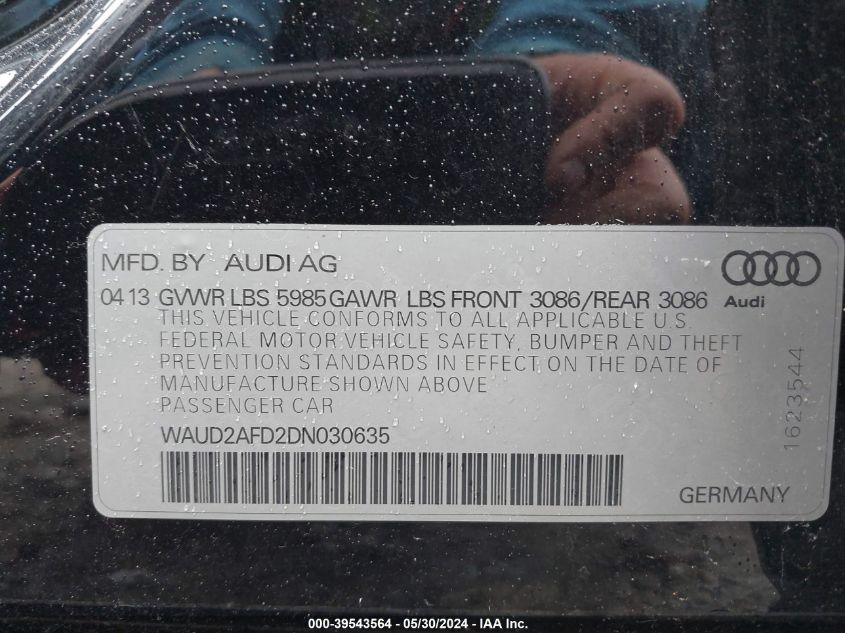 MFD. BY AUDI AG
0413 GVWR LBS 5985 GAWR LBS FRONT 3086/REAR 3086
Audi
THIS VEHICLE CONFORMS TO ALL APPLICABLE U.S.
FEDERAL MOTOR VEHICLE SAFETY, BUMPER AND THEFT
PREVENTION STANDARDS IN EFFECT ON THE DATE OF
MANUFACTURE SHOWN ABOVE
PASSENGER CAR
WAUD2AFD2DN030635
1623544
GERMANY
000-39543564 - 05/30/2024 - IAA Inc.